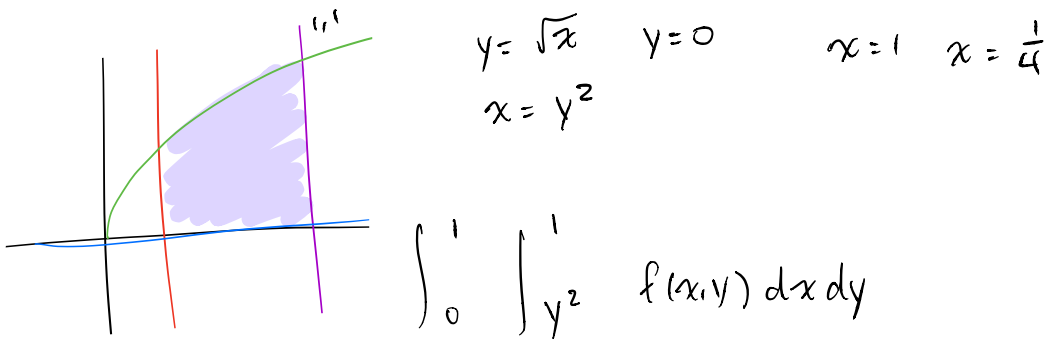 1,1
y = √x y = 0 x = 1 x = 1/4
x = y²
∫₀¹ ∫_{y²}¹ f(x,y) dx dy